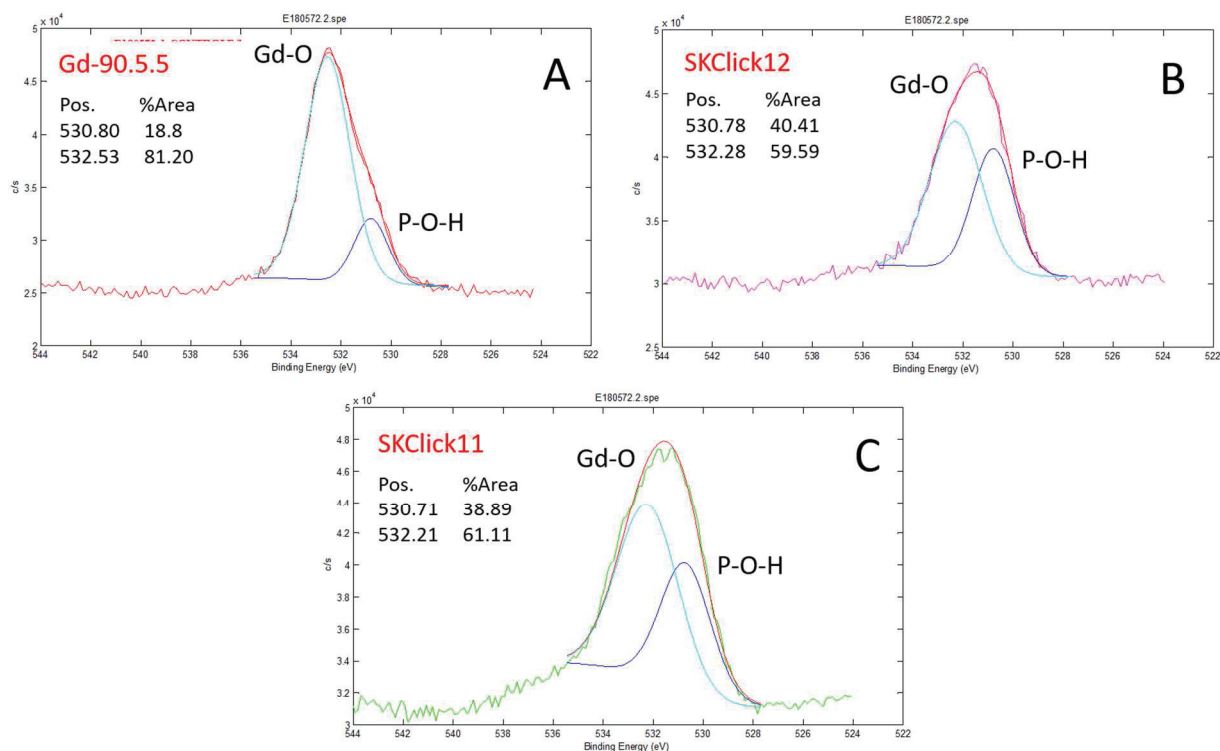 E180572.2.spe
x 10⁴
Gd-90.5.5
Gd-O
A
Pos. %Area
530.80 18.8
532.53 81.20
P-O-H
c/s
5
4.5
4
3.5
3
2.5
2
544 542 540 538 536 534 532 530 528 526 524 522
Binding Energy (eV)
E180572.2.spe
x 10⁴
SKClick12
Gd-O
B
Pos. %Area
530.78 40.41
532.28 59.59
P-O-H
c/s
5
4.5
4
3.5
3
2.5
544 542 540 538 536 534 532 530 528 526 524 522
Binding Energy (eV)
E180572.2.spe
x 10⁴
SKClick11
Gd-O
C
Pos. %Area
530.71 38.89
532.21 61.11
P-O-H
c/s
5
4.8
4.6
4.4
4.2
4
3.8
3.6
3.4
3.2
3
544 542 540 538 536 534 532 530 528 526 524 522
Binding Energy (eV)